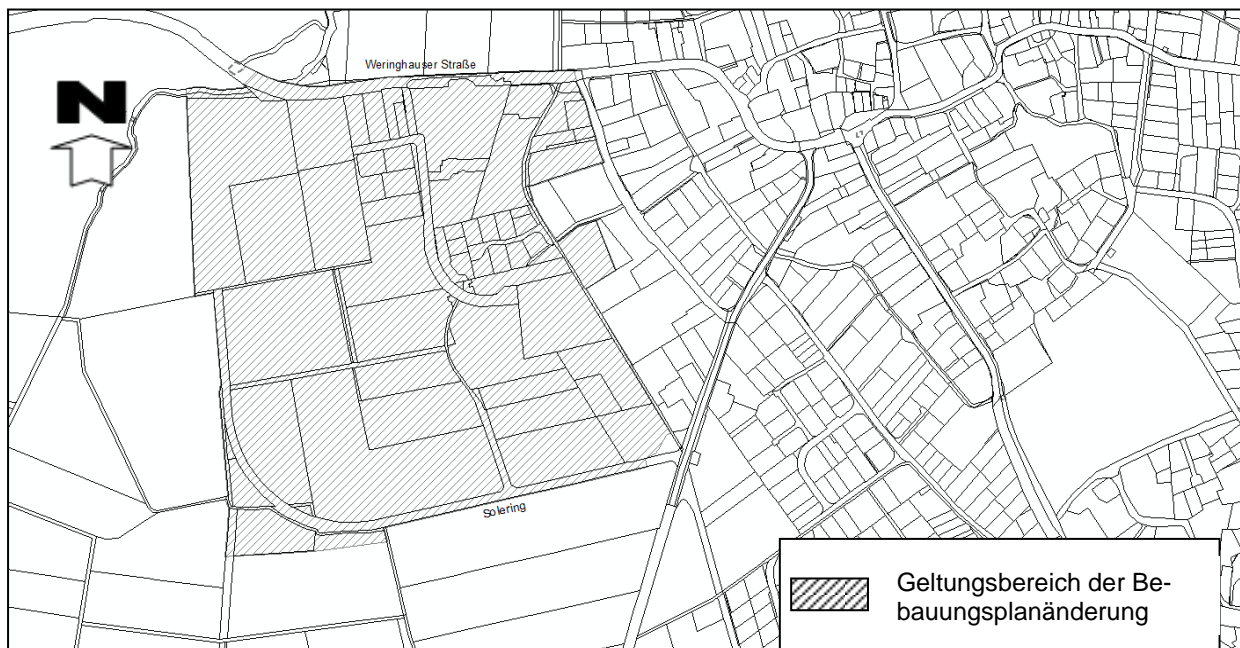 Weringhauser Straße
N
Solering
Geltungsbereich der Be-
bauungsplanänderung